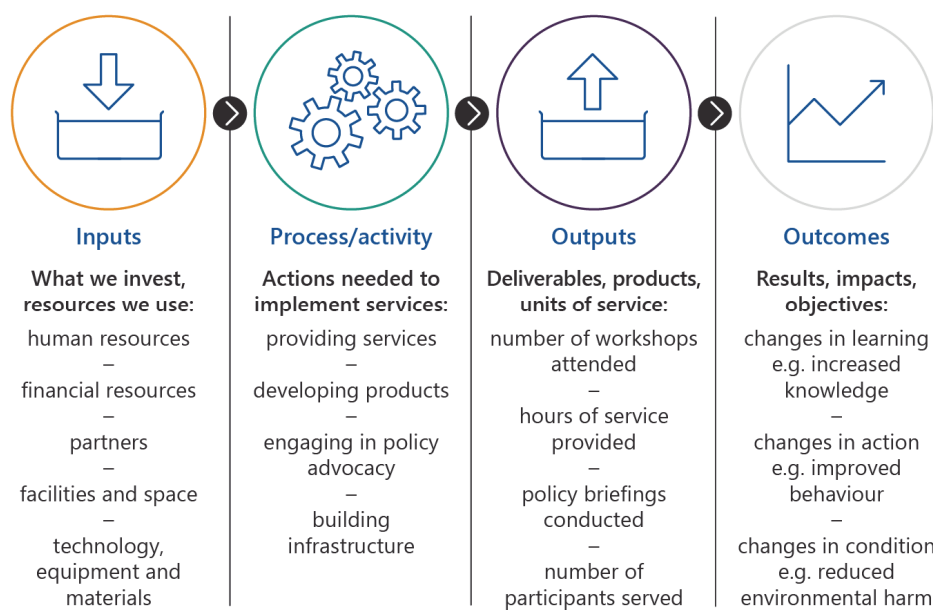 Inputs
What we invest,
resources we use:
human resources
–
financial resources
–
partners
–
facilities and space
–
technology,
equipment and
materials
Process/activity
Actions needed to
implement services:
providing services
–
developing products
–
engaging in policy
advocacy
–
building
infrastructure
Outputs
Deliverables, products,
units of service:
number of workshops
attended
–
hours of service
provided
–
policy briefings
conducted
–
number of
participants served
Outcomes
Results, impacts,
objectives:
changes in learning
e.g. increased
knowledge
–
changes in action
e.g. improved
behaviour
–
changes in condition
e.g. reduced
environmental harm